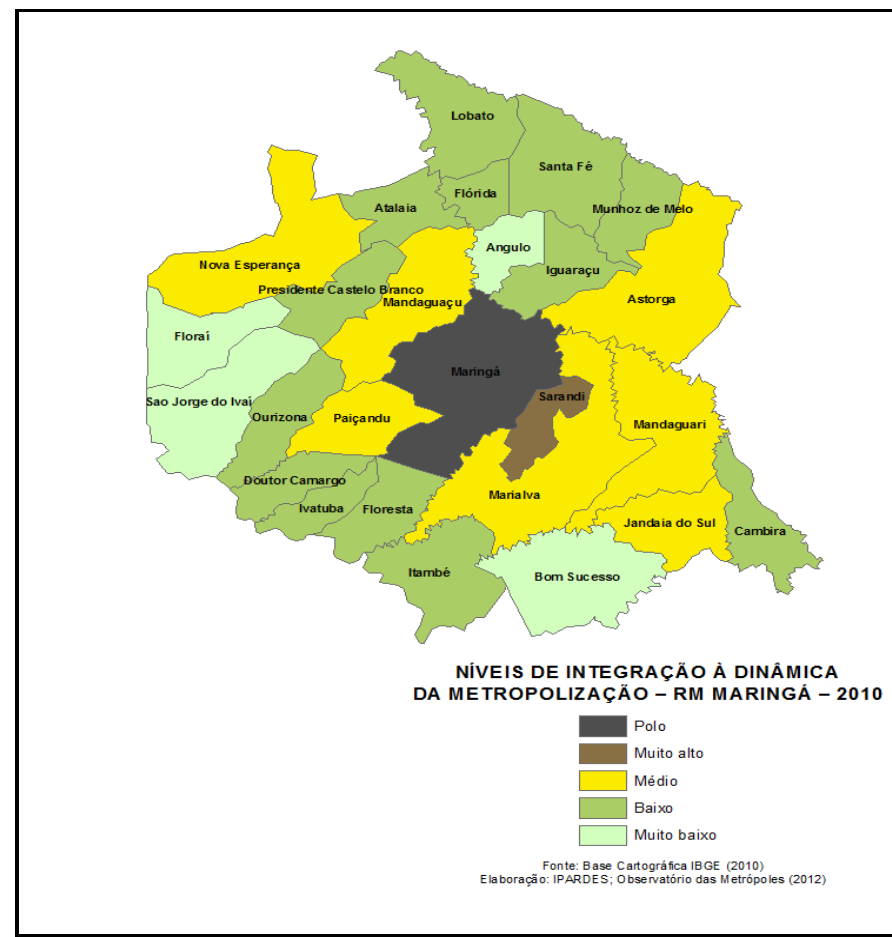 Lobato
Santa Fé
Flórida
Atalaia
Munhoz de Melo
Angulo
Nova Esperança
Iguaraçu
Presidente Castelo Branco
Mandaguaçu
Astorga
Floraí
Maringá
Sarandi
Sao Jorge do Ivaí
Ourizona
Paiçandu
Mandaguari
Doutor Camargo
Marialva
Ivatuba
Floresta
Jandaia do Sul
Cambira
Itambé
Bom Sucesso
NÍVEIS DE INTEGRAÇÃO À DINÂMICA
DA METROPOLIZAÇÃO – RM MARINGÁ – 2010
Polo
Muito alto
Médio
Baixo
Muito baixo
Fonte: Base Cartográfica IBGE (2010)
Elaboração: IPARDES; Observatório das Metrópoles (2012)